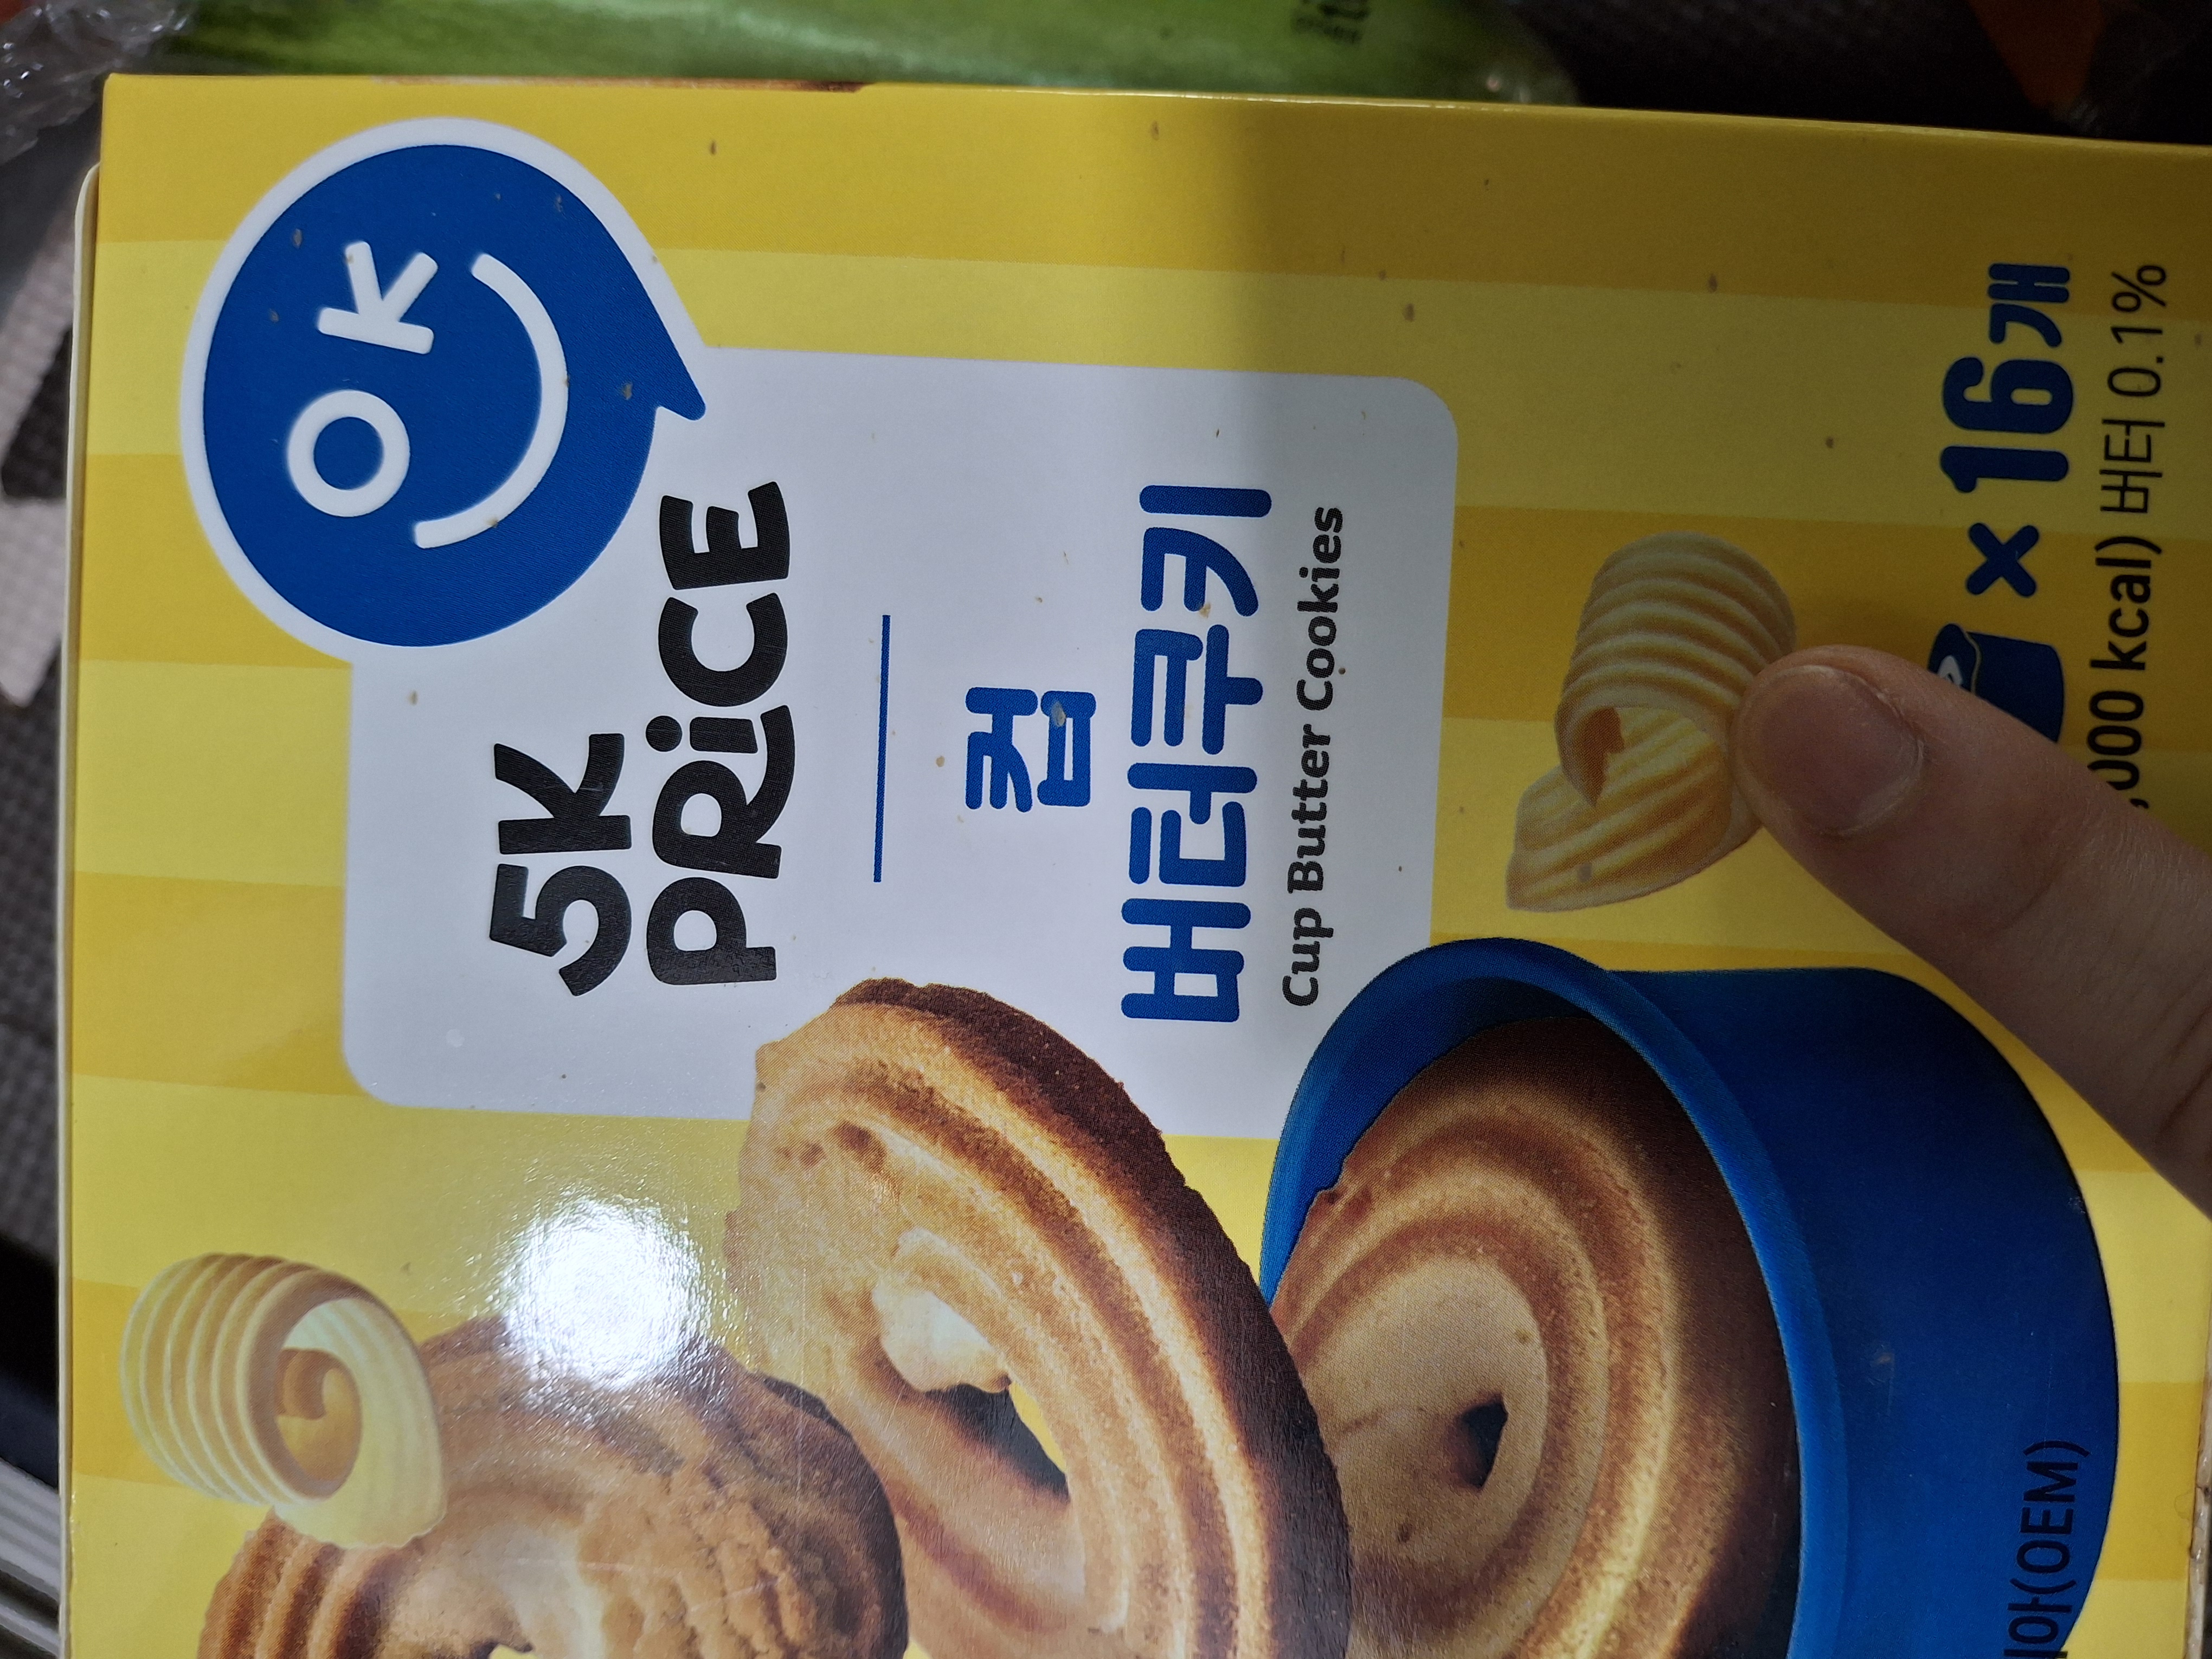 OK
5K
PRiCE
컵
버터쿠키
Cup Butter Cookies
× 16개
000 kcal) 버터 0.1%
(OEM)